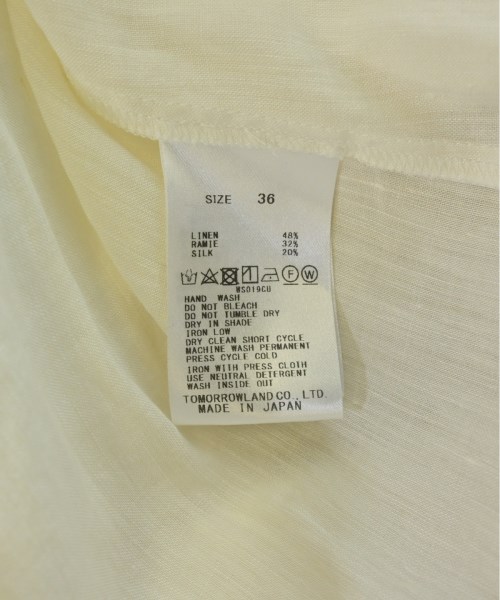 SIZE 36
LINEN 48%
RAMIE 32%
SILK 20%
F W
WS019CU
HAND WASH
DO NOT BLEACH
DO NOT TUMBLE DRY
DRY IN SHADE
IRON LOW
DRY CLEAN SHORT CYCLE
MACHINE WASH PERMANENT
PRESS CYCLE COLD
IRON WITH PRESS CLOTH
USE NEUTRAL DETERGENT
WASH INSIDE OUT
TOMORROWLAND CO., LTD.
MADE IN JAPAN